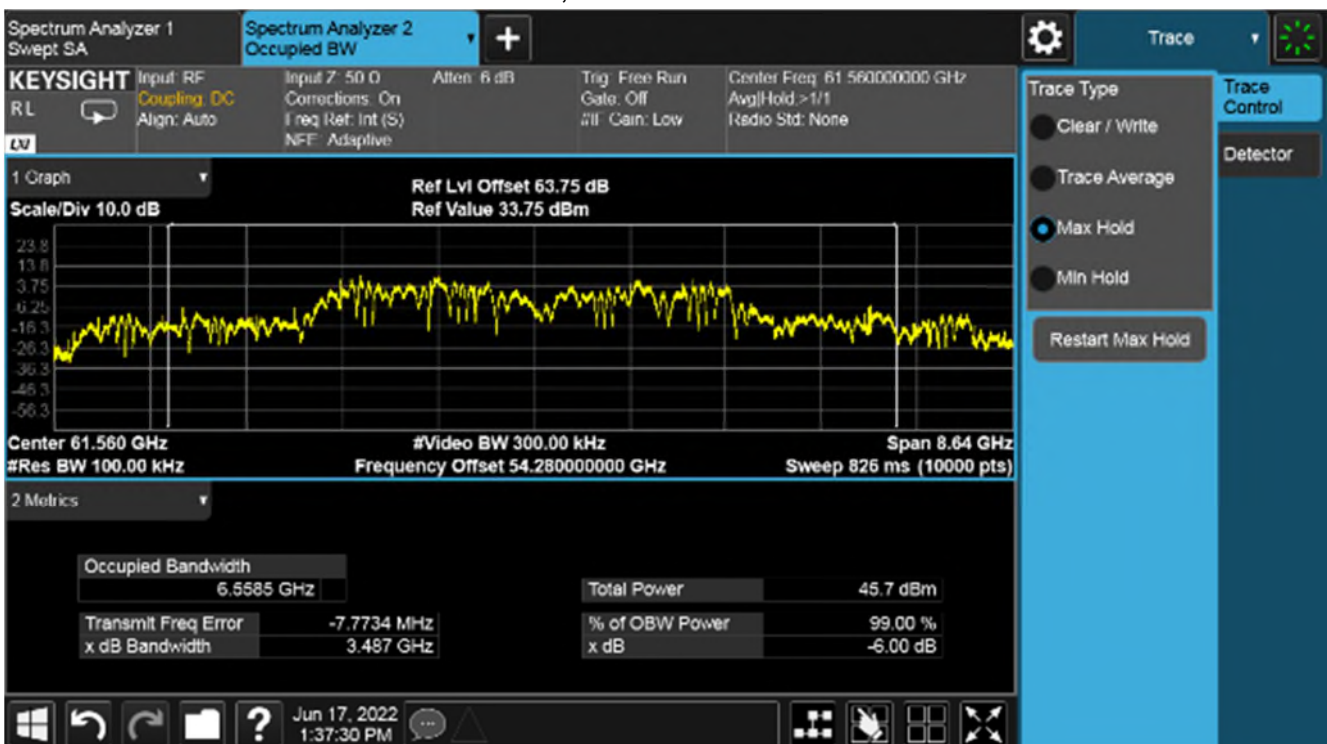 Spectrum Analyzer 1
Swept SA
Spectrum Analyzer 2
Occupied BW
Trace
KEYSIGHT
RL
LXI
Input: RF
Coupling: DC
Align: Auto
Input Z: 50 Ω
Corrections: On
Freq Ref: Int (S)
NFE: Adaptive
Atten: 6 dB
Trig: Free Run
Gate: Off
#IF Gain: Low
Center Freq: 61.560000000 GHz
Avg|Hold:>1/1
Radio Std: None
Trace Type
Clear / Write
Trace Average
Max Hold
Min Hold
Restart Max Hold
Trace
Control
Detector
1 Graph
Scale/Div 10.0 dB
Ref Lvl Offset 63.75 dB
Ref Value 33.75 dBm
23.8
13.8
3.75
-6.25
-16.3
-26.3
-36.3
-46.3
-56.3
Center 61.560 GHz
#Res BW 100.00 kHz
#Video BW 300.00 kHz
Frequency Offset 54.280000000 GHz
Span 8.64 GHz
Sweep 826 ms (10000 pts)
2 Metrics
Occupied Bandwidth
6.5585 GHz
Total Power 45.7 dBm
Transmit Freq Error -7.7734 MHz
% of OBW Power 99.00 %
x dB Bandwidth 3.487 GHz
x dB -6.00 dB
?
Jun 17, 2022
1:37:30 PM